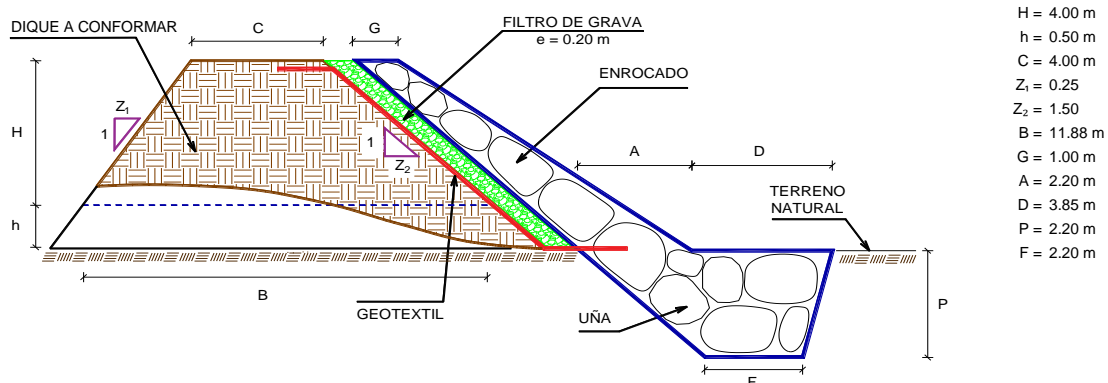 DIQUE A CONFORMAR
C
G
FILTRO DE GRAVA
e = 0.20 m
ENROCADO
H
Z₁
1
1
Z₂
A
D
TERRENO
NATURAL
h
B
GEOTEXTIL
UÑA
P
F
H = 4.00 m
h = 0.50 m
C = 4.00 m
Z₁ = 0.25
Z₂ = 1.50
B = 11.88 m
G = 1.00 m
A = 2.20 m
D = 3.85 m
P = 2.20 m
F = 2.20 m